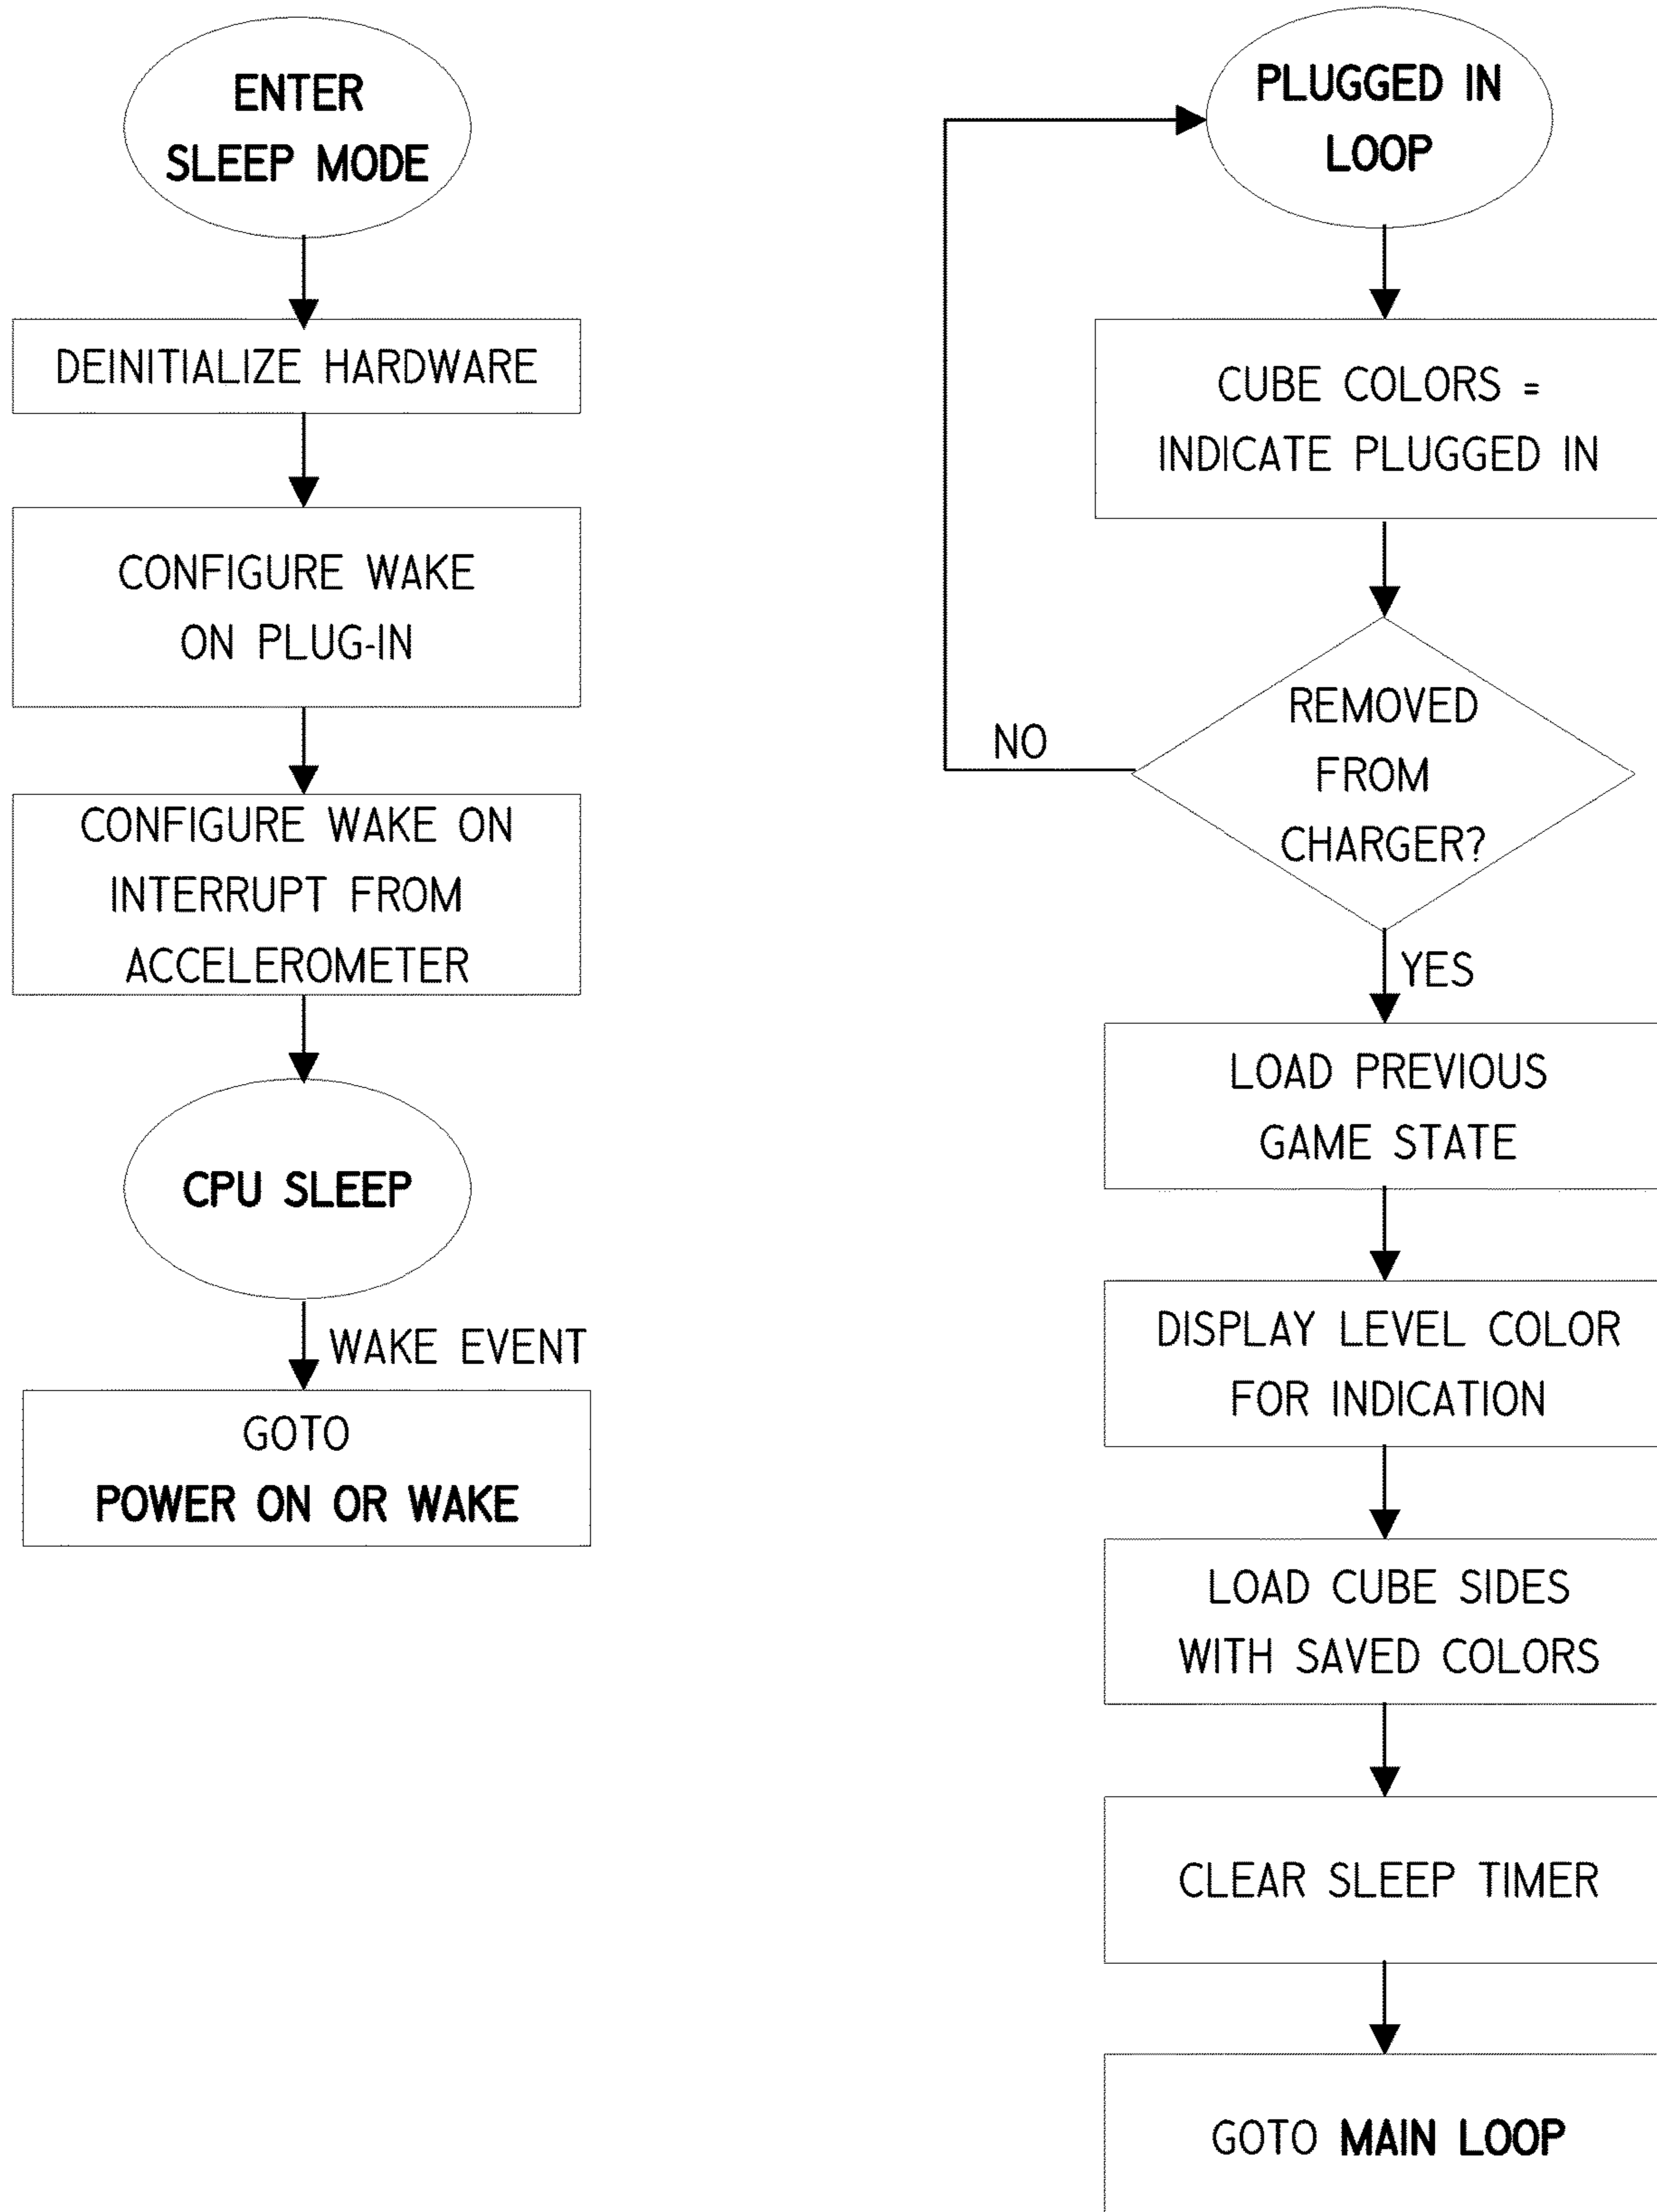 ENTER
SLEEP MODE
DEINITIALIZE HARDWARE
CONFIGURE WAKE
ON PLUG-IN
CONFIGURE WAKE ON
INTERRUPT FROM
ACCELEROMETER
CPU SLEEP
WAKE EVENT
GOTO
POWER ON OR WAKE
PLUGGED IN
LOOP
CUBE COLORS =
INDICATE PLUGGED IN
REMOVED
FROM
CHARGER?
NO
YES
LOAD PREVIOUS
GAME STATE
DISPLAY LEVEL COLOR
FOR INDICATION
LOAD CUBE SIDES
WITH SAVED COLORS
CLEAR SLEEP TIMER
GOTO MAIN LOOP